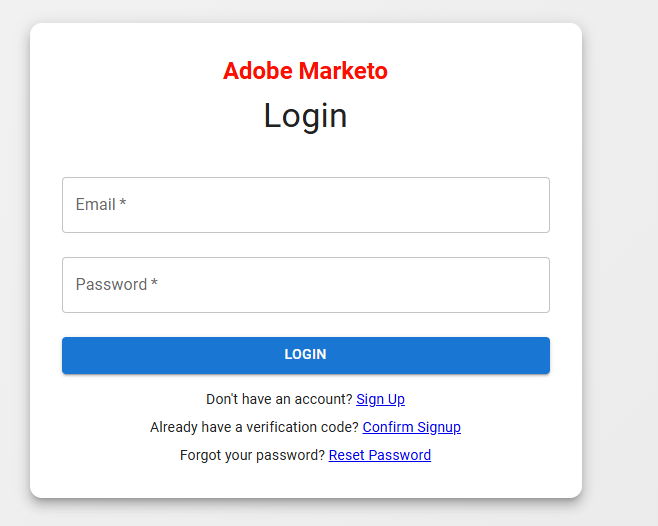 Adobe Marketo
Login
Email *
Password *
LOGIN
Don't have an account? Sign Up
Already have a verification code? Confirm Signup
Forgot your password? Reset Password